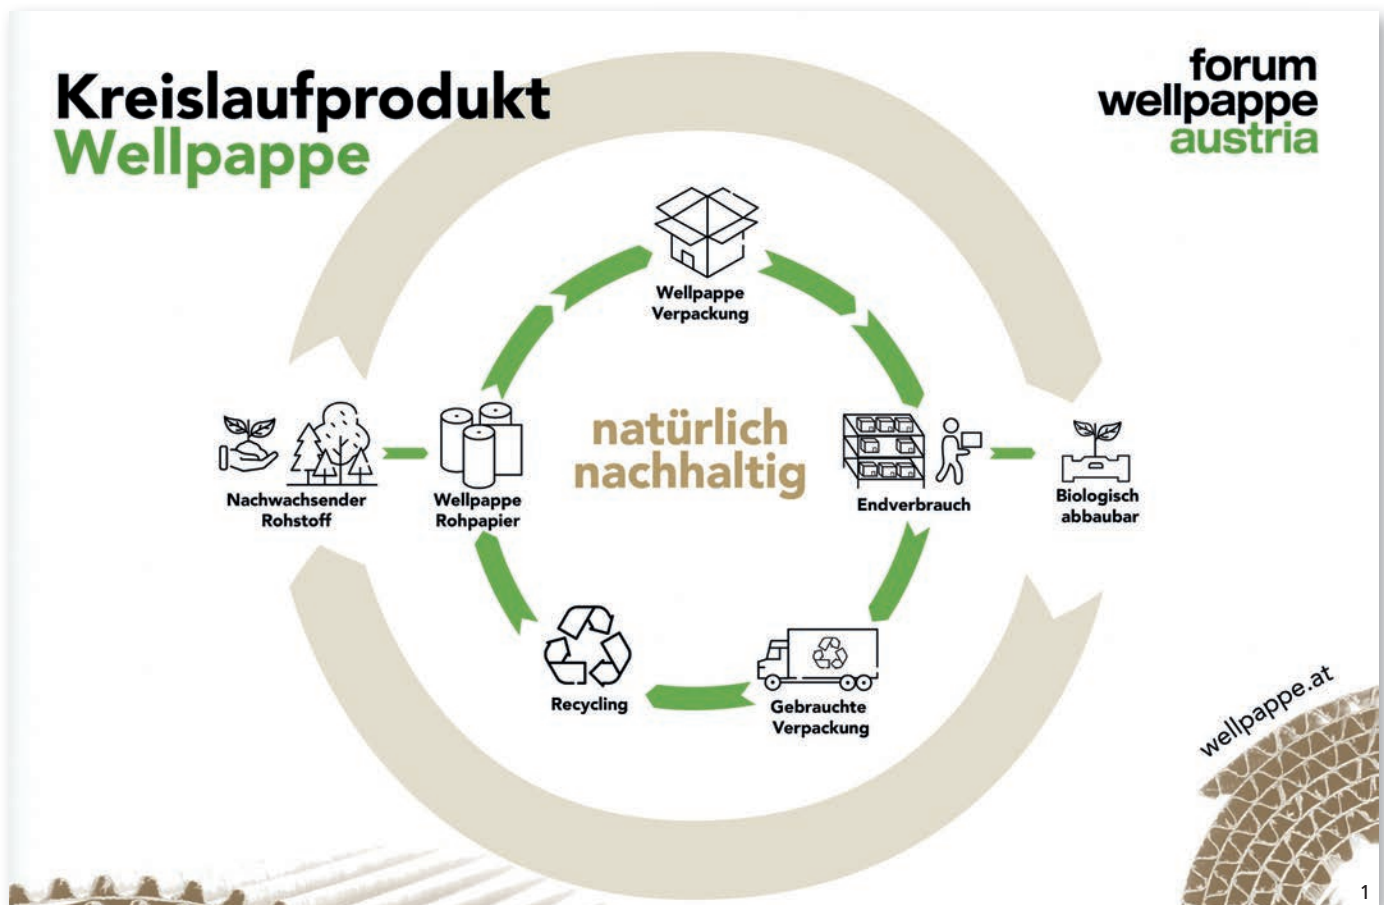 Kreislaufprodukt
Wellpappe
forum
wellpappe
austria
Wellpappe
Verpackung
natürlich
nachhaltig
Nachwachsender
Rohstoff
Wellpappe
Rohpapier
Endverbrauch
Biologisch
abbaubar
Recycling
Gebrauchte
Verpackung
wellpappe.at
1